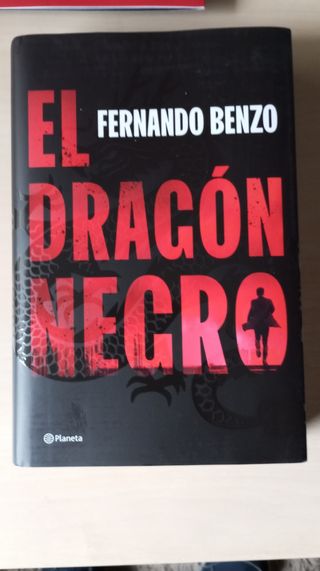 EL
FERNANDO BENZO
DRAGÓN
NEGRO
Planeta